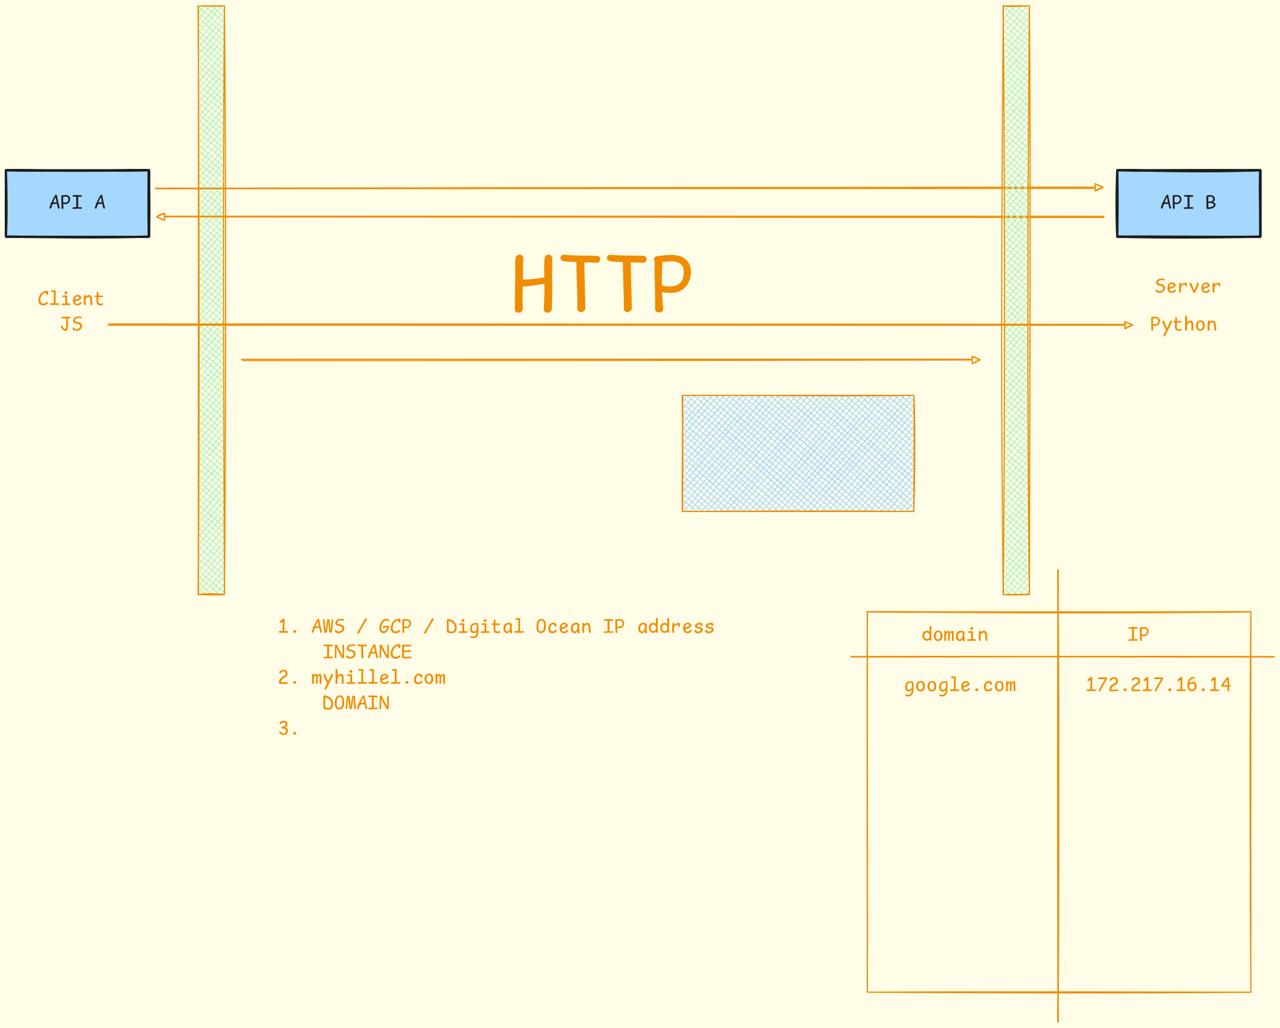 API A
API B
HTTP
Client
JS
Server
Python
1. AWS / GCP / Digital Ocean IP address
INSTANCE
2. myhillel.com
DOMAIN
3.
domain IP
google.com 172.217.16.14